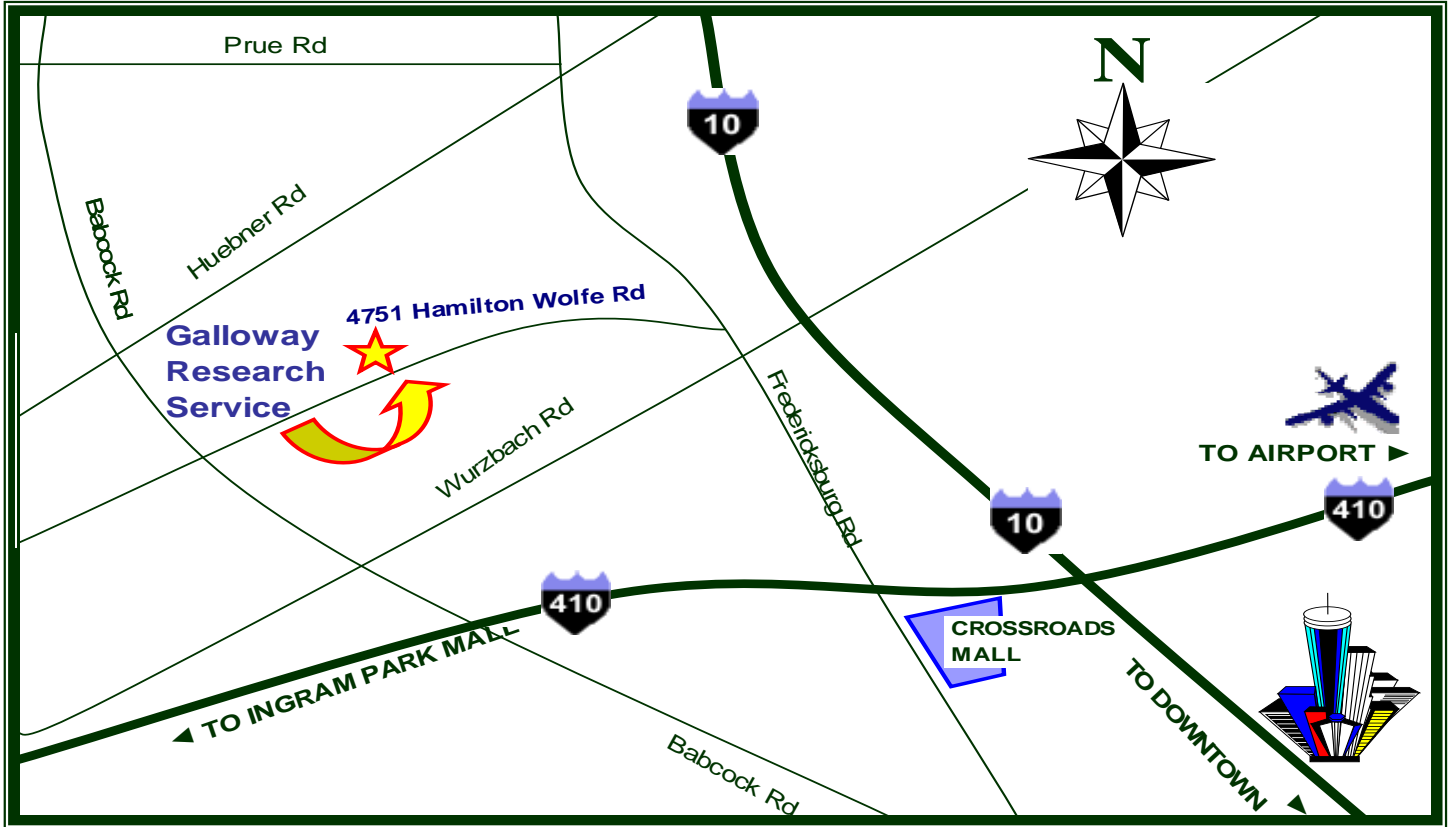 Prue Rd
N
10
Babcock Rd
Huebner Rd
4751 Hamilton Wolfe Rd
Galloway
Research
Service
Wurzbach Rd
Fredericksburg Rd
TO AIRPORT
410
10
410
CROSSROADS
MALL
TO INGRAM PARK MALL
TO DOWNTOWN
Babcock Rd